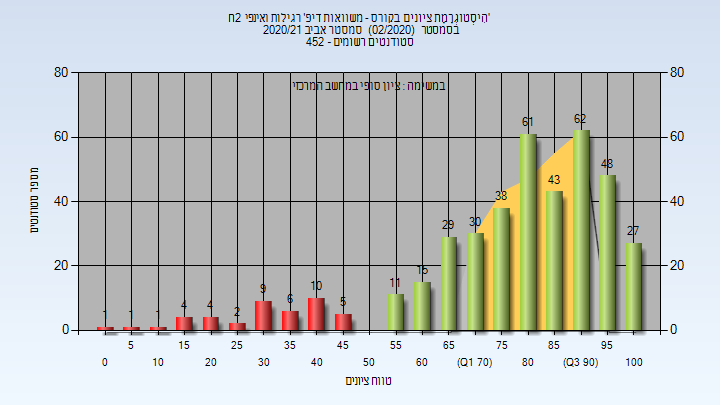 היסטוגרמת ציונים בקורס - משוואות דיפ' רגילות ואינפי 2ח'
בסמסטר (02/2020) סמסטר אביב 2020/21
סטודנטים רשומים - 452
במשימה : ציון סופי במחשב המרכזי
מספר סטודנטים
80 80
60 60
40 40
20 20
0 0
1 1 1 4 4 2 9 6 10 5 11 15 29 30 38 61 43 62 48 27
5 15 25 35 45 55 65 75 85 95
0 10 20 30 40 50 60 (Q1 70) 80 (Q3 90) 100
טווח ציונים